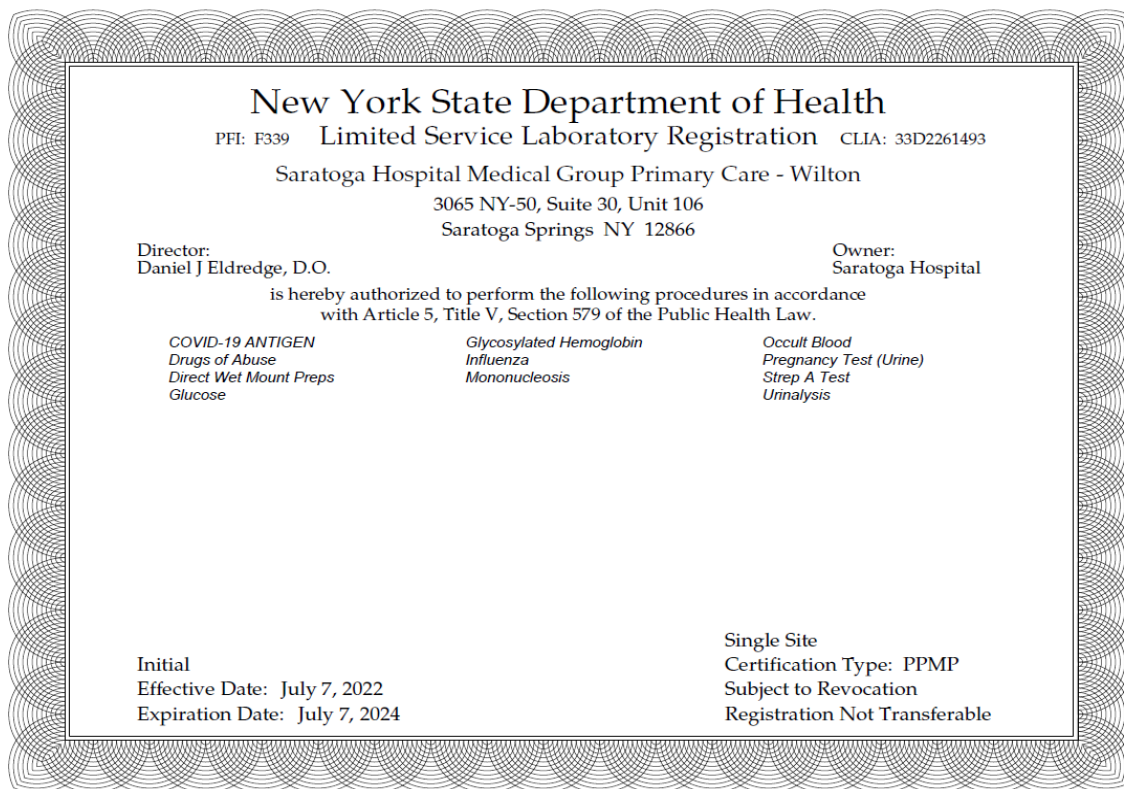 New York State Department of Health
PFI: F339 Limited Service Laboratory Registration CLIA: 33D2261493
Saratoga Hospital Medical Group Primary Care - Wilton
3065 NY-50, Suite 30, Unit 106
Saratoga Springs NY 12866
Director:
Daniel J Eldredge, D.O.
Owner:
Saratoga Hospital
is hereby authorized to perform the following procedures in accordance
with Article 5, Title V, Section 579 of the Public Health Law.
COVID-19 ANTIGEN
Drugs of Abuse
Direct Wet Mount Preps
Glucose
Glycosylated Hemoglobin
Influenza
Mononucleosis
Occult Blood
Pregnancy Test (Urine)
Strep A Test
Urinalysis
Initial
Effective Date: July 7, 2022
Expiration Date: July 7, 2024
Single Site
Certification Type: PPMP
Subject to Revocation
Registration Not Transferable